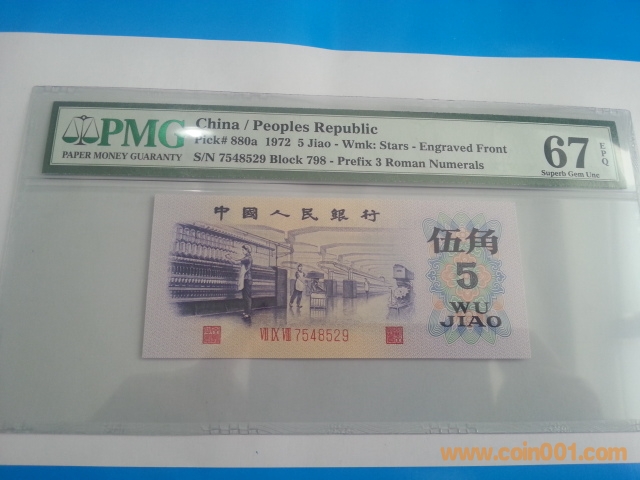 PMG
PAPER MONEY GUARANTY
China / Peoples Republic
Pick# 880a 1972 5 Jiao - Wmk: Stars - Engraved Front
S/N 7548529 Block 798 - Prefix 3 Roman Numerals
67
EPQ
Superb Gem Unc
中國人民銀行
伍角
5
WU
JIAO
VII IX VIII 7548529
www.coin001.com